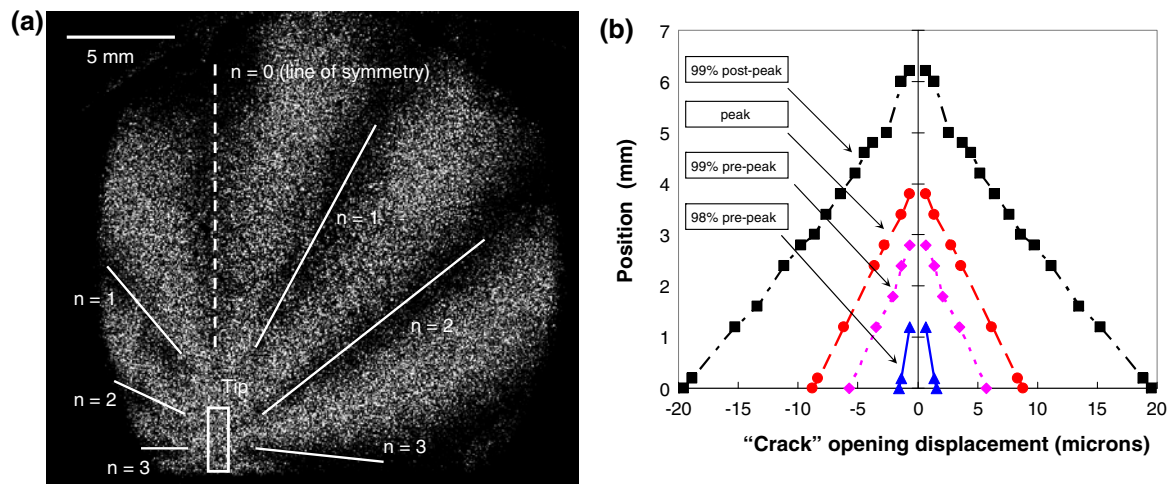 (a)
5 mm
n = 0 (line of symmetry)
n = 1
n = 1
n = 2
n = 2
Tip
n = 3
n = 3
(b)
7
6
5
4
3
2
1
0
Position (mm)
99% post-peak
peak
99% pre-peak
98% pre-peak
-20 -15 -10 -5 0 5 10 15 20
“Crack” opening displacement (microns)